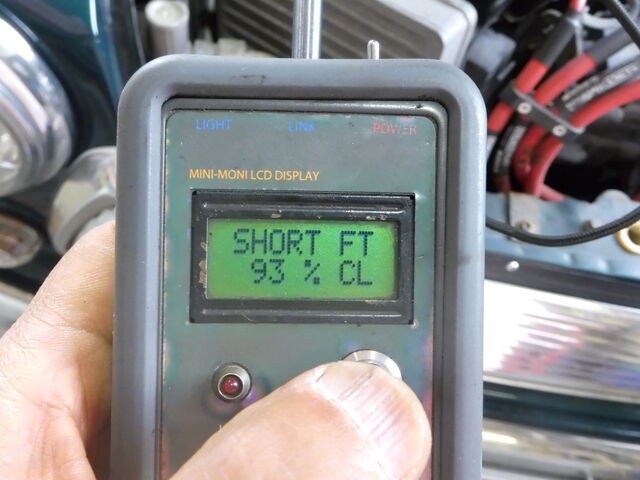 LIGHT LINK POWER
MINI-MONI LCD DISPLAY
SHORT FT
93 % CL